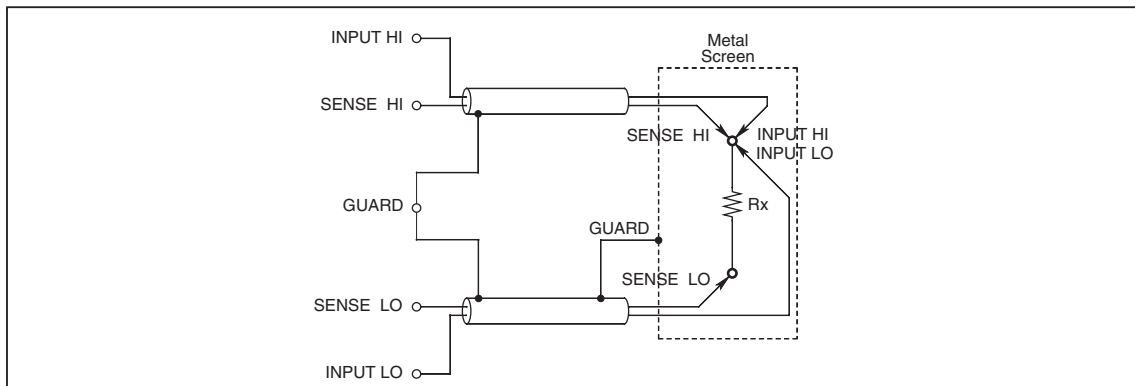 INPUT HI
Metal
Screen
SENSE HI
SENSE HI
INPUT HI
INPUT LO
Rx
GUARD
GUARD
SENSE LO
SENSE LO
INPUT LO